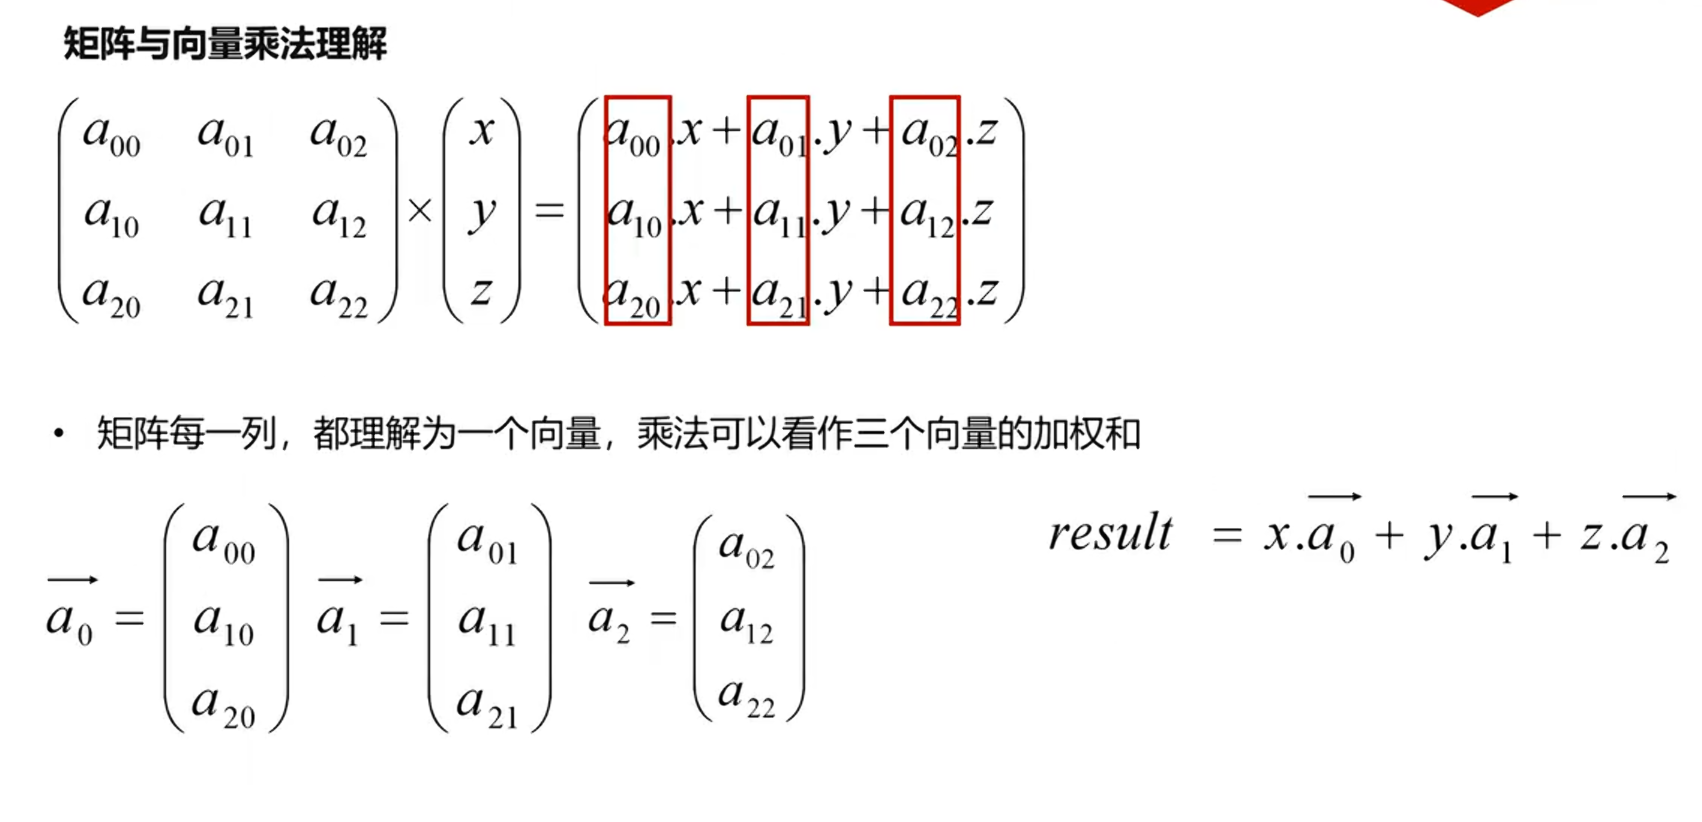 矩阵与向量乘法理解
$\begin{pmatrix} a_{00} & a_{01} & a_{02} \\ a_{10} & a_{11} & a_{12} \\ a_{20} & a_{21} & a_{22} \end{pmatrix} \times \begin{pmatrix} x \\ y \\ z \end{pmatrix} = \begin{pmatrix} a_{00}.x + a_{01}.y + a_{02}.z \\ a_{10}.x + a_{11}.y + a_{12}.z \\ a_{20}.x + a_{21}.y + a_{22}.z \end{pmatrix}$
• 矩阵每一列，都理解为一个向量，乘法可以看作三个向量的加权和
$\overrightarrow{a_0} = \begin{pmatrix} a_{00} \\ a_{10} \\ a_{20} \end{pmatrix} \overrightarrow{a_1} = \begin{pmatrix} a_{01} \\ a_{11} \\ a_{21} \end{pmatrix} \overrightarrow{a_2} = \begin{pmatrix} a_{02} \\ a_{12} \\ a_{22} \end{pmatrix}$
$result = x.\overrightarrow{a_0} + y.\overrightarrow{a_1} + z.\overrightarrow{a_2}$